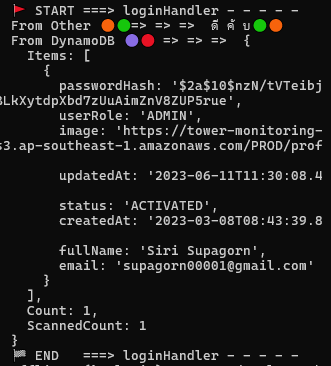 🚩 START ===> loginHandler - - - - -
From Other 🟠🟢=> => =>  ดี คั บ🟢🟠
From DynamoDB 🟣🔴 => => =>  {
Items: [
{
passwordHash: '$2a$10$nzN/tVTeibj
BLkXytdpXbd7zUuAimZnV8ZUP5rue',
userRole: 'ADMIN',
image: 'https://tower-monitoring-
s3.ap-southeast-1.amazonaws.com/PROD/prof
updatedAt: '2023-06-11T11:30:08.4
status: 'ACTIVATED',
createdAt: '2023-03-08T08:43:39.8
fullName: 'Siri Supagorn',
email: 'supagorn00001@gmail.com'
}
],
Count: 1,
ScannedCount: 1
}
🏁 END   ===> loginHandler - - - - -